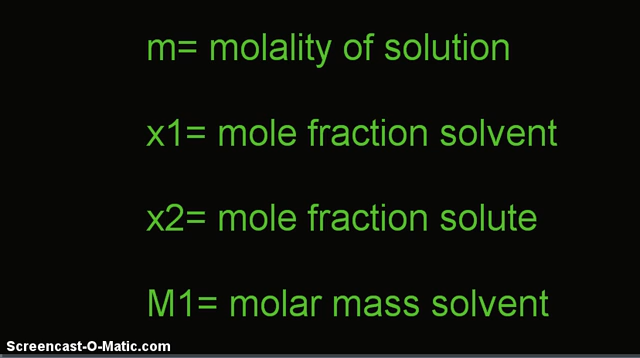 m= molality of solution
x1= mole fraction solvent
x2= mole fraction solute
M1= molar mass solvent
Screencast-O-Matic.com